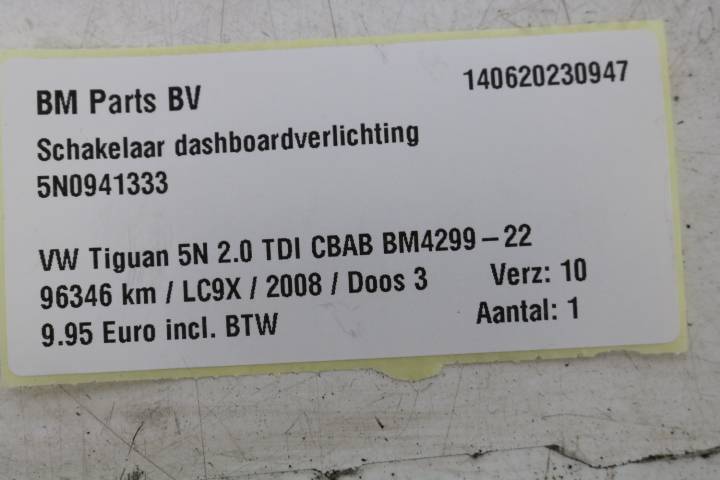 BM Parts BV 140620230947
Schakelaar dashboardverlichting
5N0941333
VW Tiguan 5N 2.0 TDI CBAB BM4299-22
96346 km / LC9X / 2008 / Doos 3 Verz: 10
9.95 Euro incl. BTW Aantal: 1